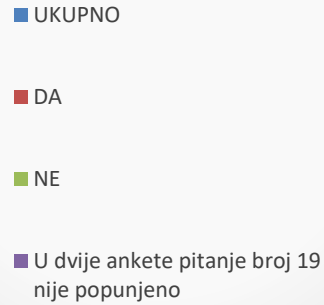 UKUPNO
DA
NE
U dvije ankete pitanje broj 19
nije popunjeno